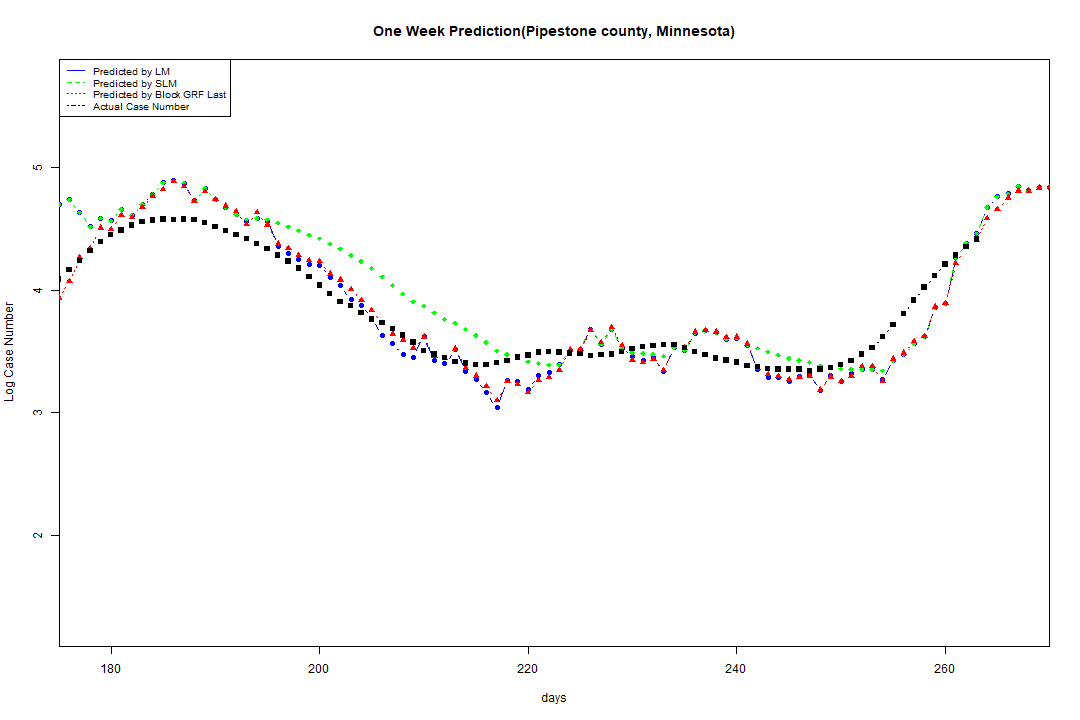 One Week Prediction(Pipestone county, Minnesota)
Predicted by LM
Predicted by SLM
Predicted by Block GRF Last
Actual Case Number
5
4
3
2
Log Case Number
180 200 220 240 260
days